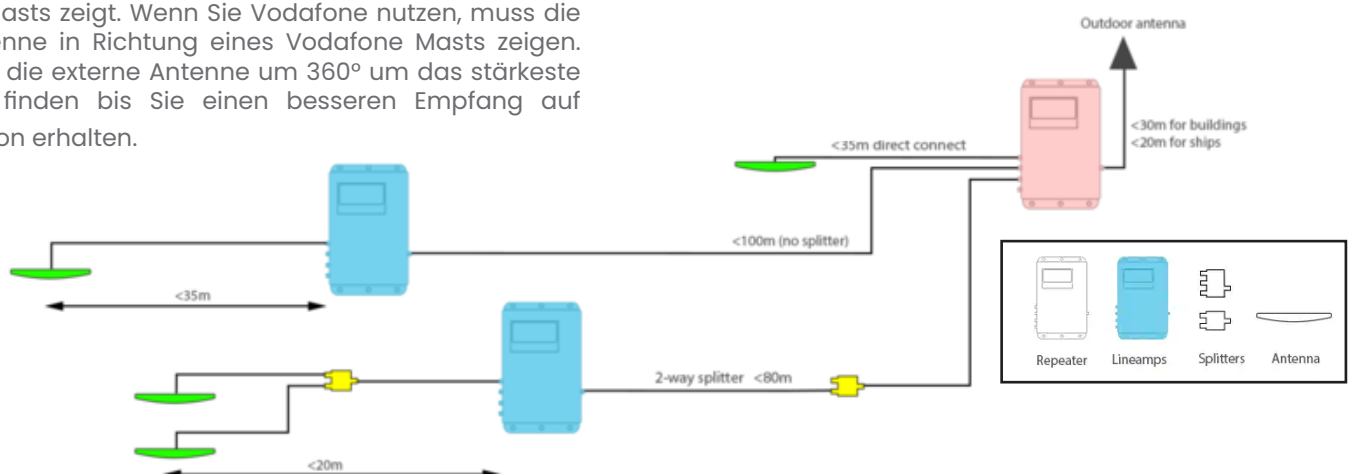 asts zeigt. Wenn Sie Vodafone nutzen, muss die
enne in Richtung eines Vodafone Masts zeigen.
die externe Antenne um 360° um das stärkeste
finden bis Sie einen besseren Empfang auf
on erhalten.
Outdoor antenna
<30m for buildings
<20m for ships
<35m direct connect
<100m (no splitter)
<35m
2-way splitter <80m
<20m
Repeater Lineamps Splitters Antenna